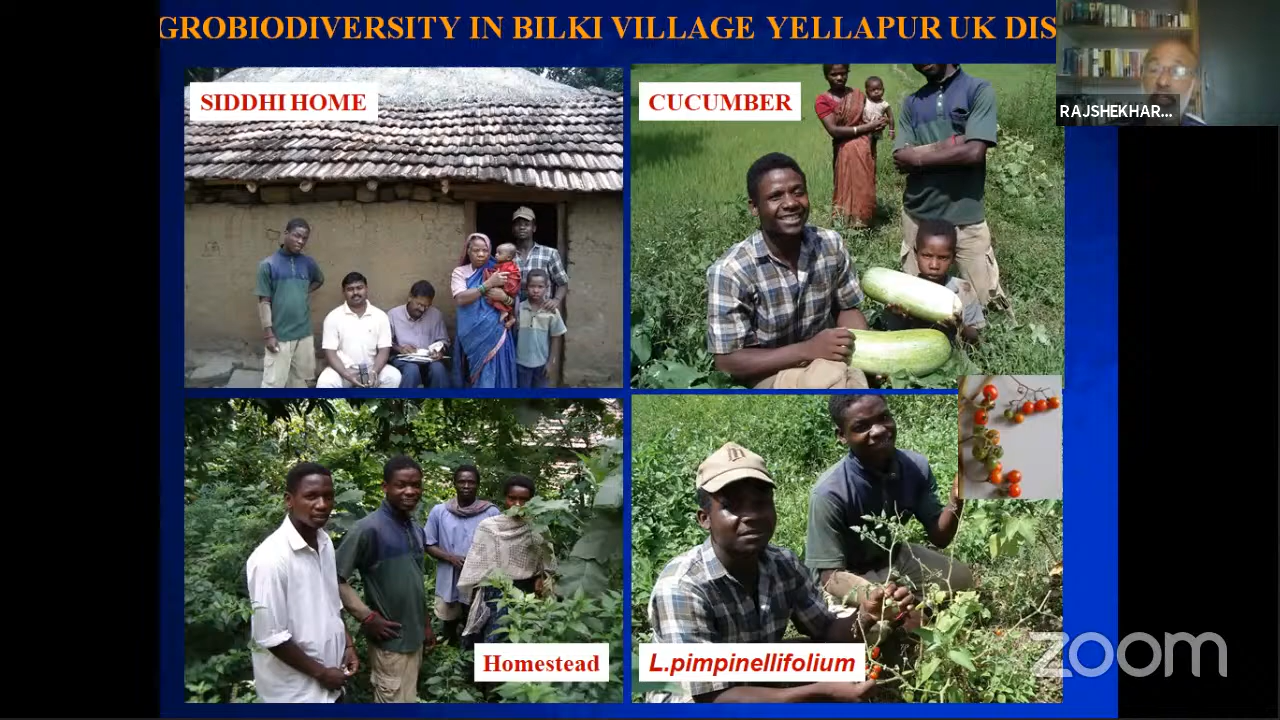 GROBIODIVERSITY IN BILKI VILLAGE YELLAPUR UK DIS
RAJSHEKHAR...
SIDDHI HOME
CUCUMBER
Homestead
L.pimpinellifolium
zoom